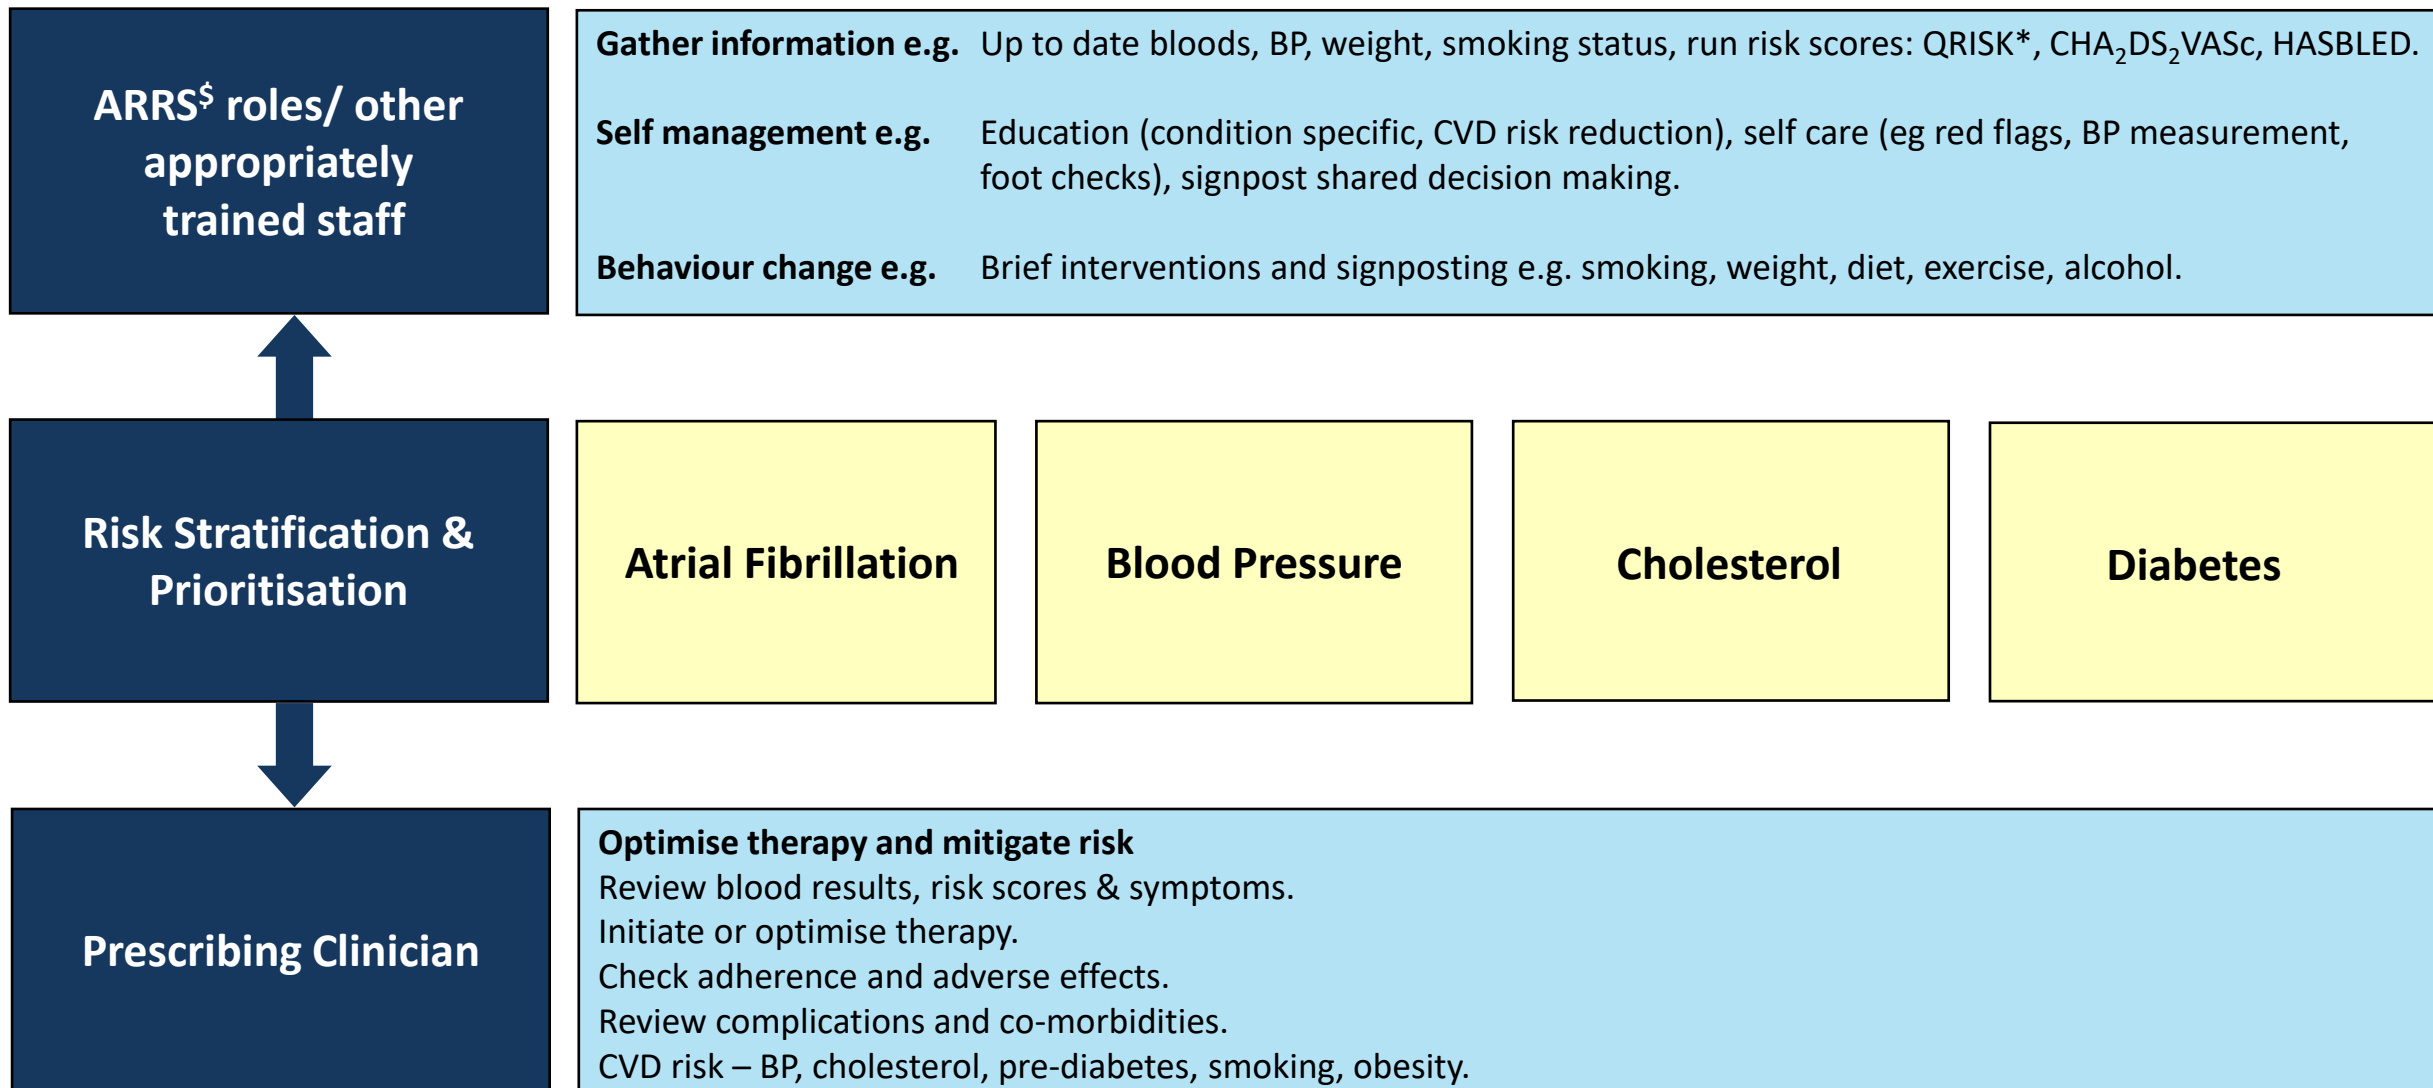 ARRS$ roles/ other
appropriately
trained staff
Gather information e.g. Up to date bloods, BP, weight, smoking status, run risk scores: QRISK*, CHA₂DS₂VASc, HASBLED.
Self management e.g. Education (condition specific, CVD risk reduction), self care (eg red flags, BP measurement,
foot checks), signpost shared decision making.
Behaviour change e.g. Brief interventions and signposting e.g. smoking, weight, diet, exercise, alcohol.
Risk Stratification &
Prioritisation
Atrial Fibrillation
Blood Pressure
Cholesterol
Diabetes
Prescribing Clinician
Optimise therapy and mitigate risk
Review blood results, risk scores & symptoms.
Initiate or optimise therapy.
Check adherence and adverse effects.
Review complications and co-morbidities.
CVD risk – BP, cholesterol, pre-diabetes, smoking, obesity.